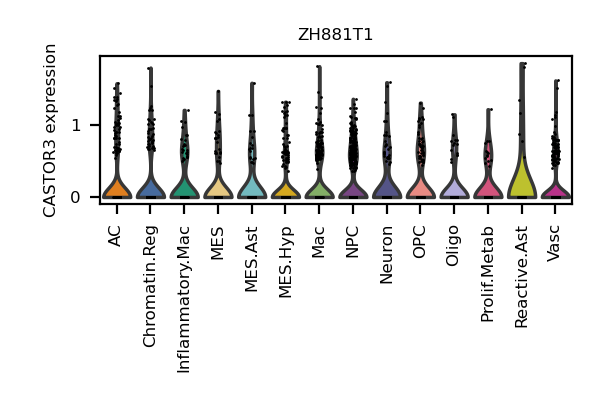 ZH881T1
CASTOR3 expression
1
0
AC
Chromatin.Reg
Inflammatory.Mac
MES
MES.Ast
MES.Hyp
Mac
NPC
Neuron
OPC
Oligo
Prolif.Metab
Reactive.Ast
Vasc